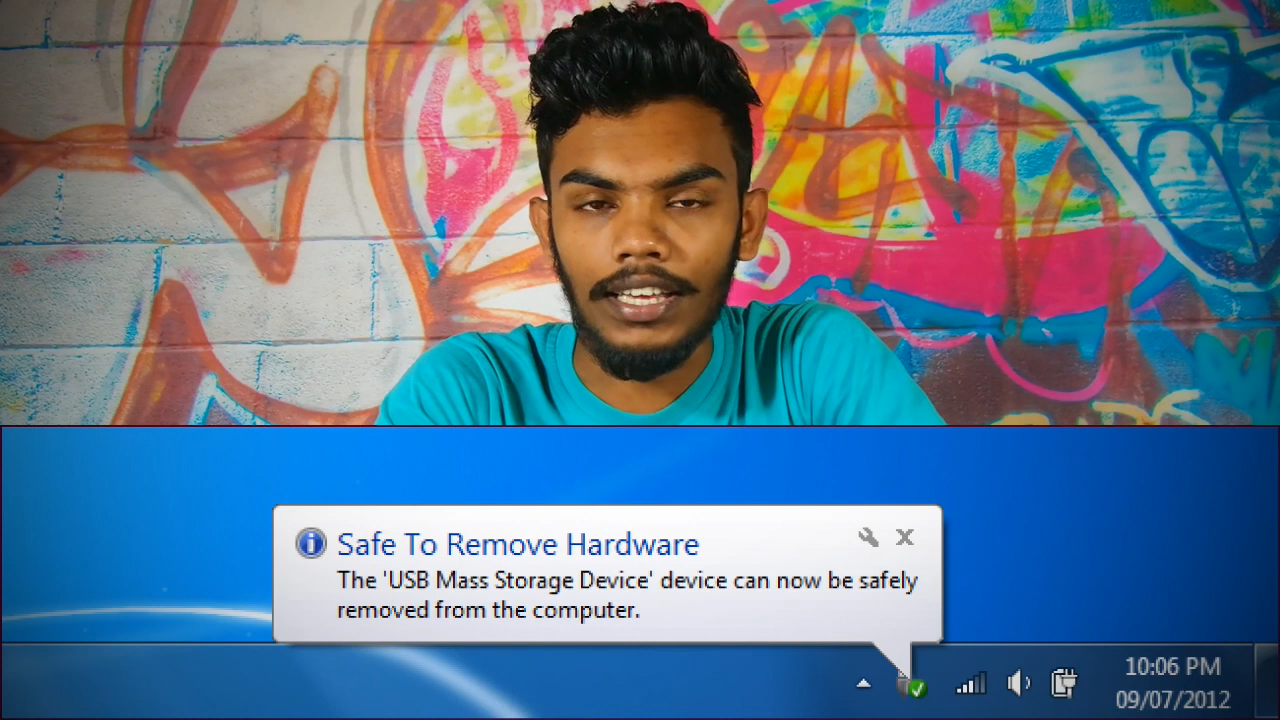 Safe To Remove Hardware
The 'USB Mass Storage Device' device can now be safely
removed from the computer.
10:06 PM
09/07/2012